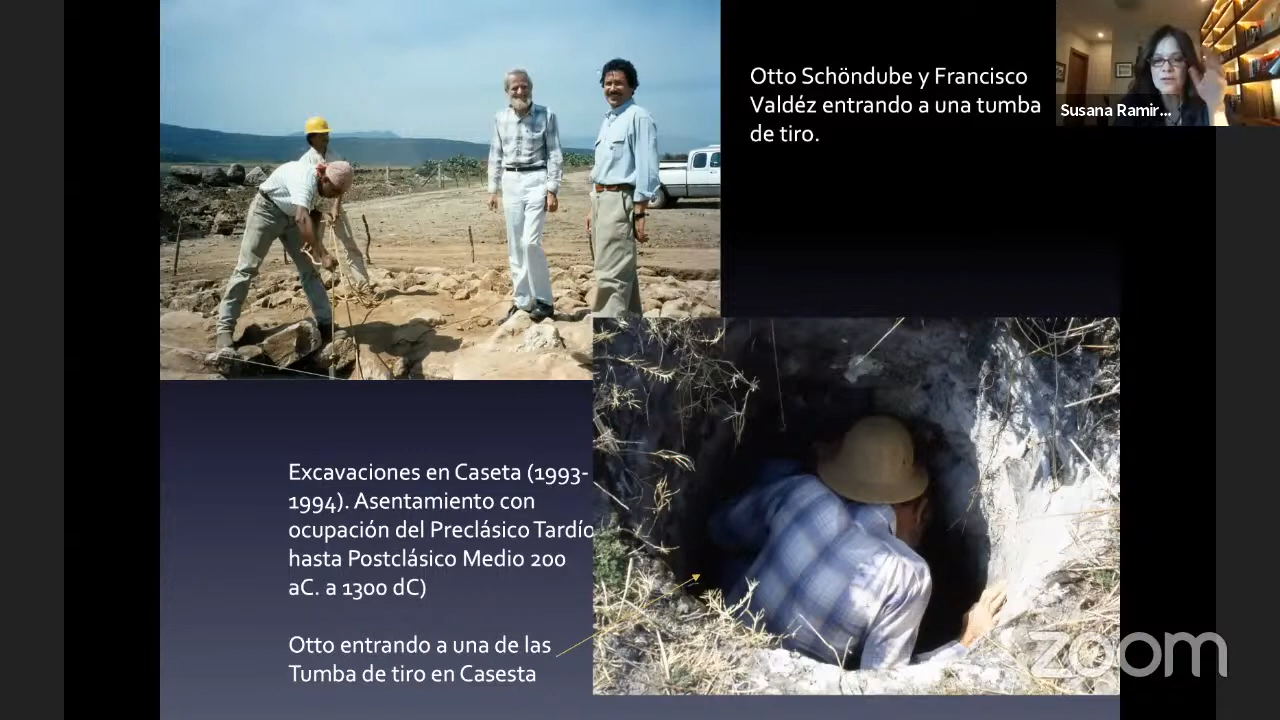 Otto Schöndube y Francisco
Valdéz entrando a una tumba
de tiro.
Susana Ramir...
Excavaciones en Caseta (1993-
1994). Asentamiento con
ocupación del Preclásico Tardío
hasta Postclásico Medio 200
aC. a 1300 dC)
Otto entrando a una de las
Tumba de tiro en Casesta
zoom